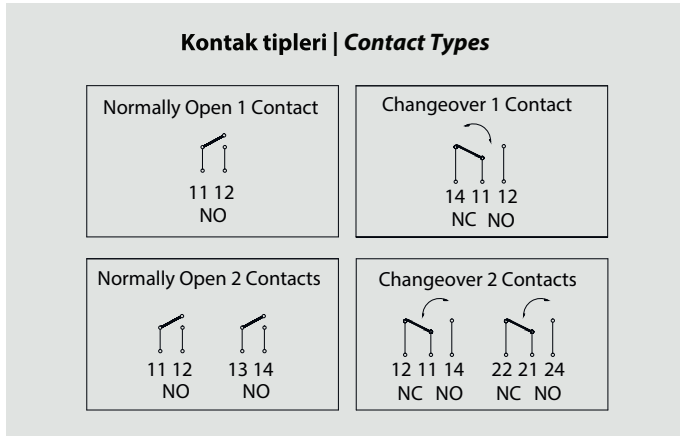 Kontak tipleri | Contact Types
Normally Open 1 Contact
11 12
NO
Changeover 1 Contact
14 11 12
NC NO
Normally Open 2 Contacts
11 12 13 14
NO NO
Changeover 2 Contacts
12 11 14 22 21 24
NC NO NC NO